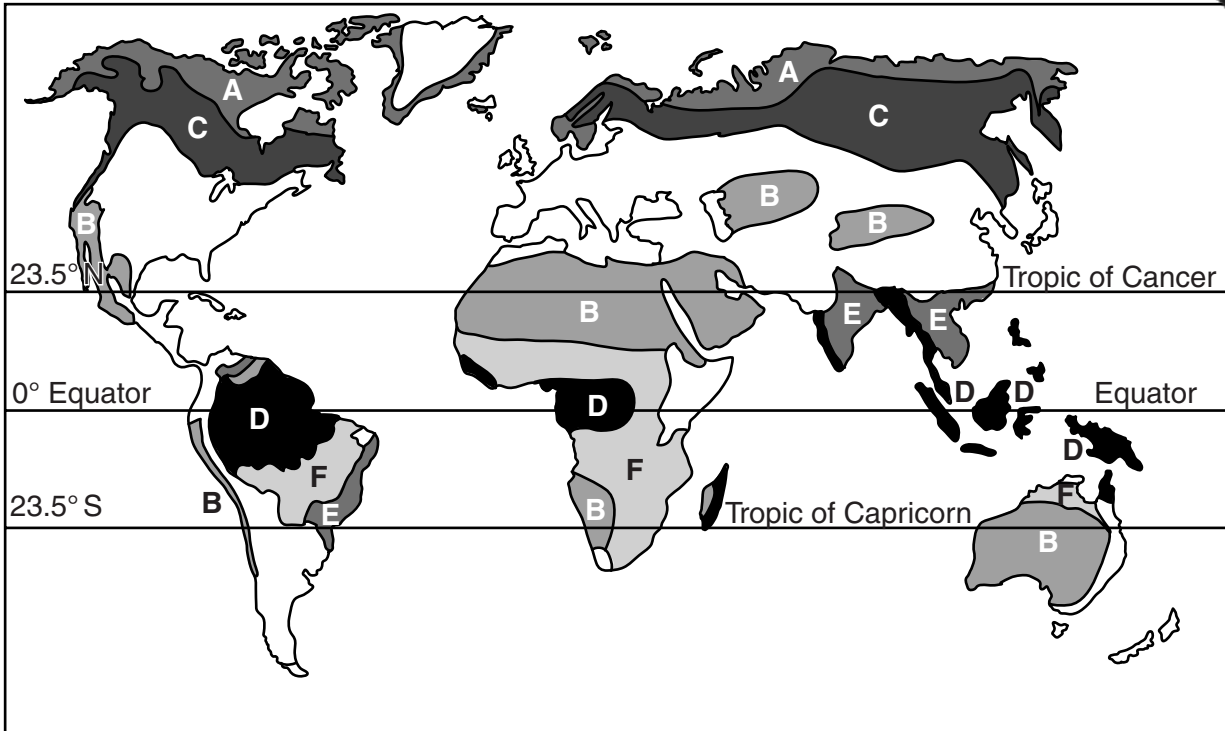 A
A
C
C
B
B
B
23.5° N
Tropic of Cancer
B
E
E
0° Equator
D
D
D
D
Equator
D
F
F
B
23.5° S
E
B
Tropic of Capricorn
F
B